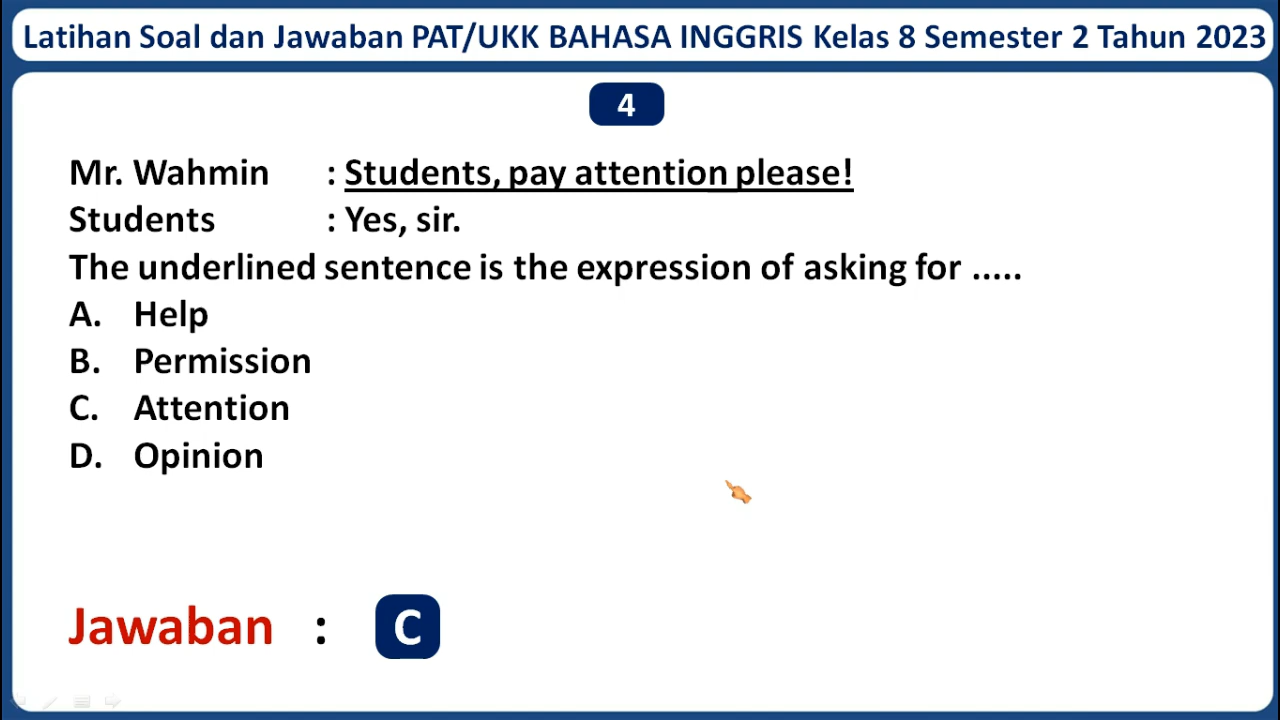 Latihan Soal dan Jawaban PAT/UKK BAHASA INGGRIS Kelas 8 Semester 2 Tahun 2023
4
Mr. Wahmin : Students, pay attention please!
Students : Yes, sir.
The underlined sentence is the expression of asking for .....
A. Help
B. Permission
C. Attention
D. Opinion
Jawaban : C